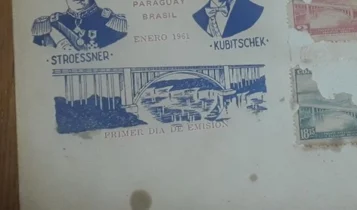 PARAGUAY
BRASIL
ENERO 1961
·STROESSNER·
·KUBITSCHEK·
PRIMER DIA DE EMISION